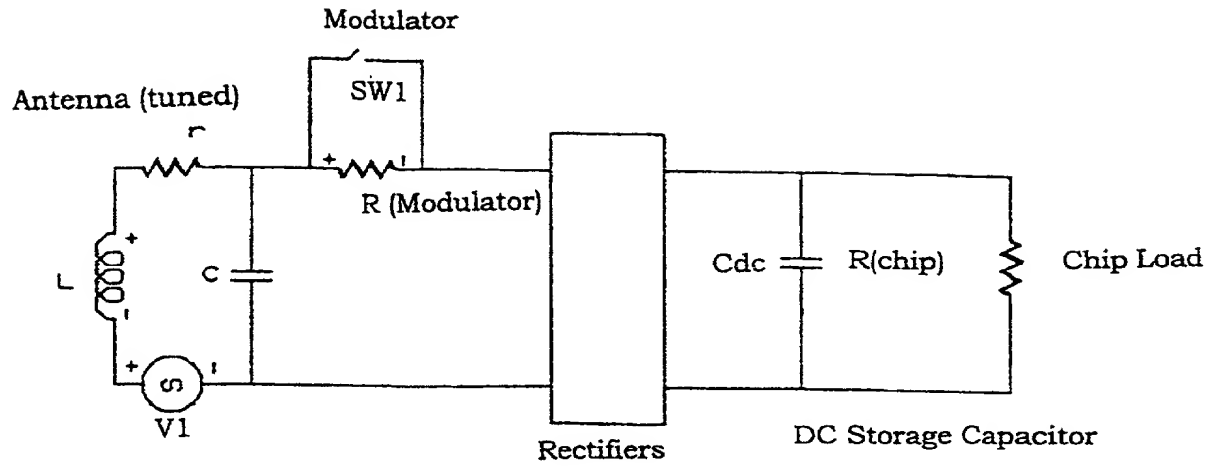 Modulator
SW1
Antenna (tuned)
r
+ -
R (Modulator)
+
L
C
-
+ -
S
V1
Rectifiers
Cdc
R(chip)
Chip Load
DC Storage Capacitor